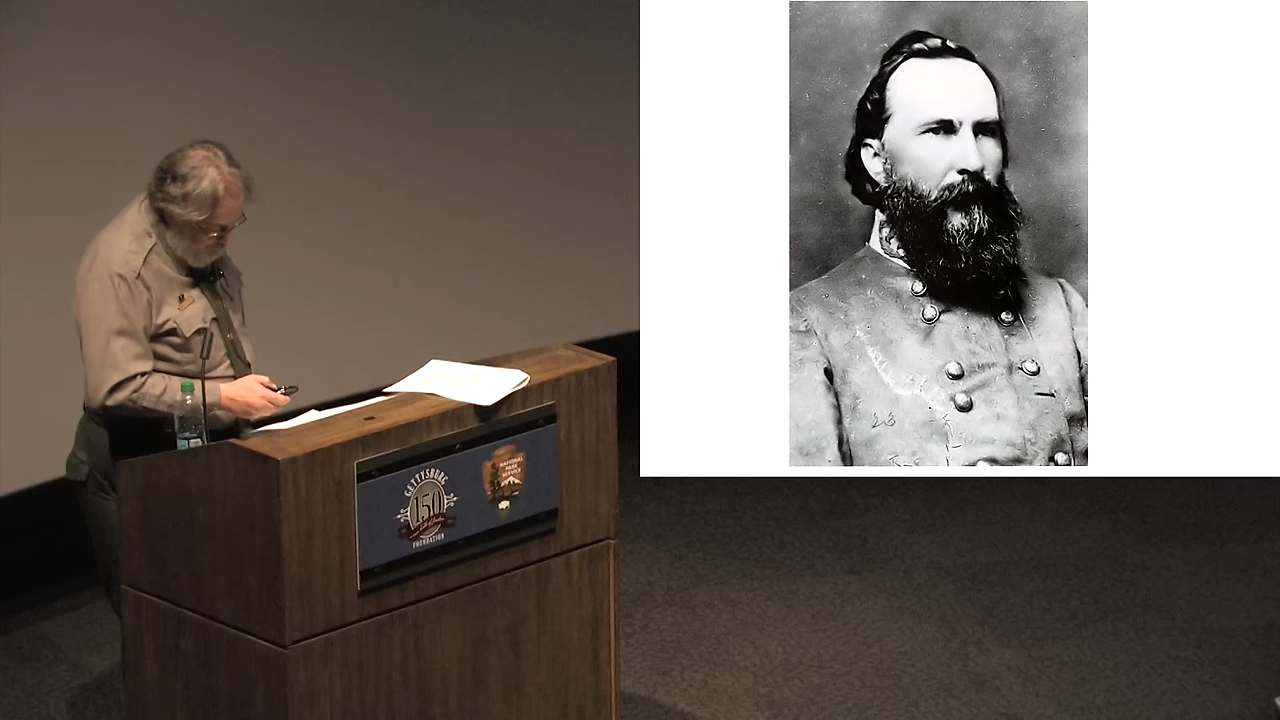 GETTYSBURG
150
FOUNDATION
NATIONAL
PARK
SERVICE